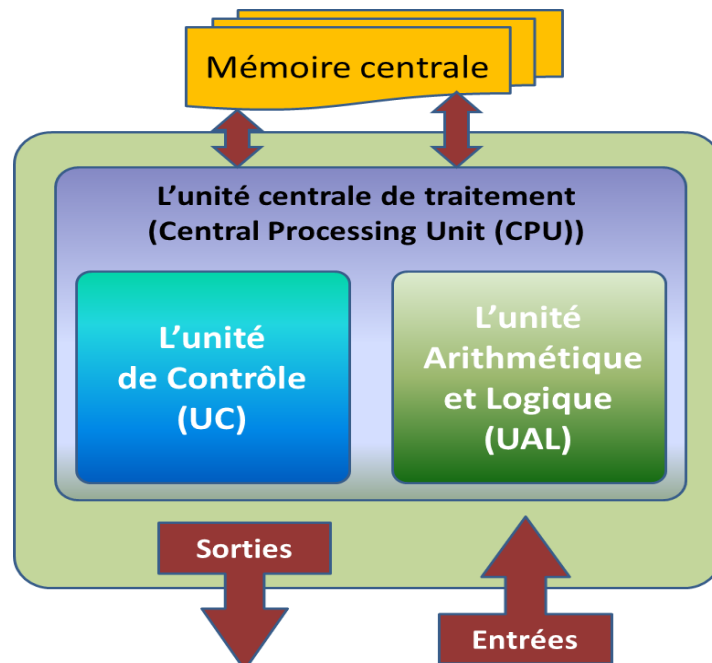 Mémoire centrale
L'unité centrale de traitement
(Central Processing Unit (CPU))
L'unité
de Contrôle
(UC)
L'unité
Arithmétique
et Logique
(UAL)
Sorties
Entrées